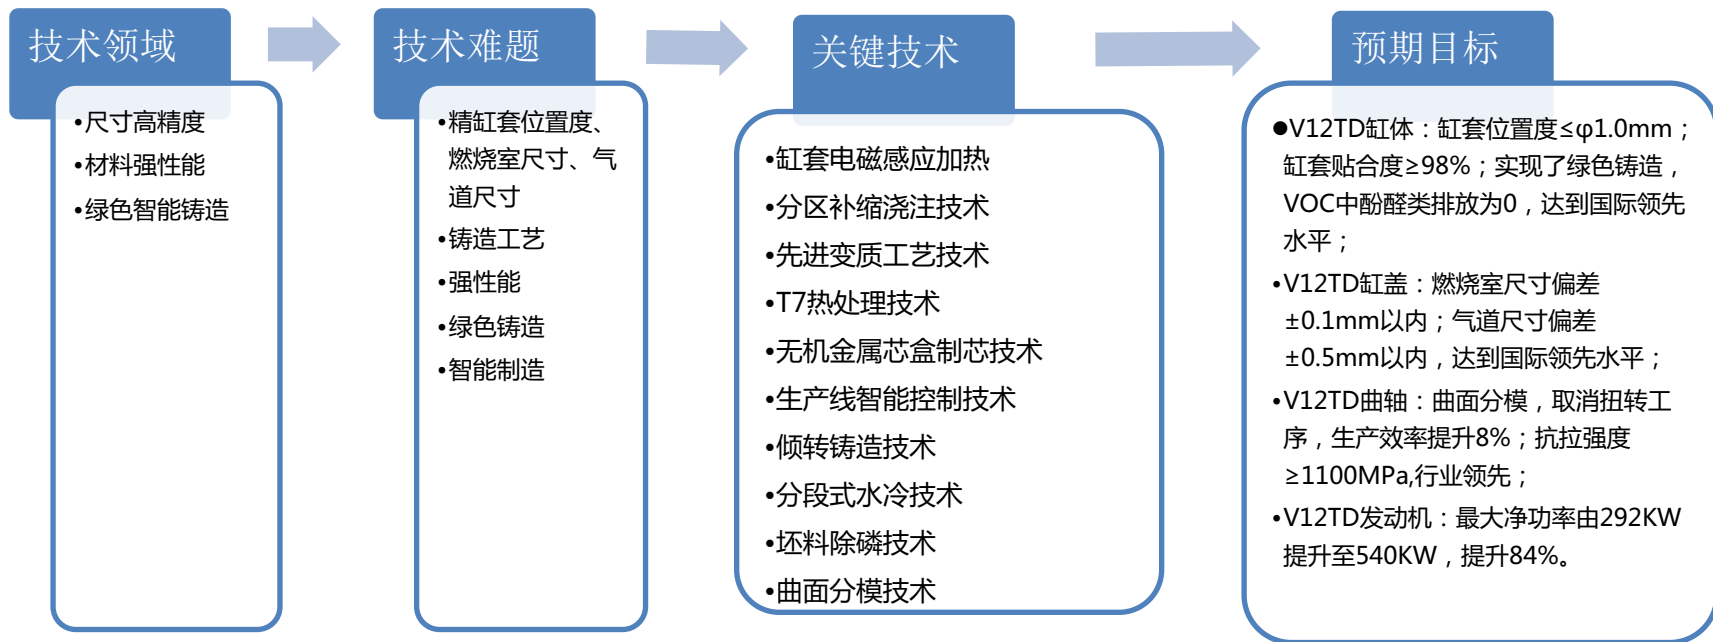 技术领域
•尺寸高精度
•材料强性能
•绿色智能铸造
技术难题
•精缸套位置度、
燃烧室尺寸、气
道尺寸
•铸造工艺
•强性能
•绿色铸造
•智能制造
关键技术
•缸套电磁感应加热
•分区补缩浇注技术
•先进变质工艺技术
•T7热处理技术
•无机金属芯盒制芯技术
•生产线智能控制技术
•倾转铸造技术
•分段式水冷技术
•坯料除磷技术
•曲面分模技术
预期目标
●V12TD缸体：缸套位置度≤φ1.0mm；
缸套贴合度≥98%；实现了绿色铸造，
VOC中酚醛类排放为0，达到国际领先
水平；
•V12TD缸盖：燃烧室尺寸偏差
±0.1mm以内；气道尺寸偏差
±0.5mm以内，达到国际领先水平；
•V12TD曲轴：曲面分模，取消扭转工
序，生产效率提升8%；抗拉强度
≥1100MPa,行业领先；
•V12TD发动机：最大净功率由292KW
提升至540KW，提升84%。